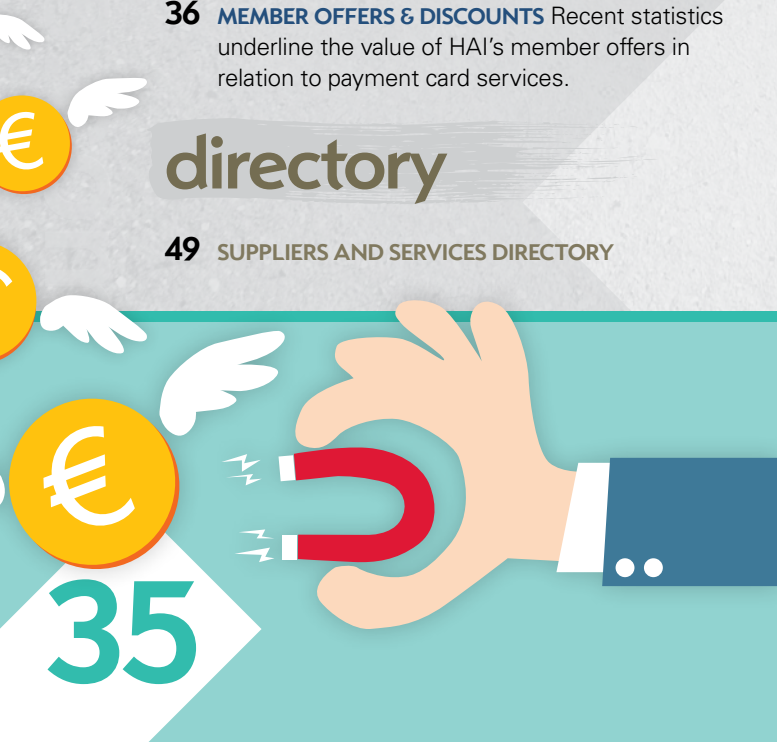 36 MEMBER OFFERS & DISCOUNTS Recent statistics
underline the value of HAI’s member offers in
relation to payment card services.
directory
49 SUPPLIERS AND SERVICES DIRECTORY
€
€
35